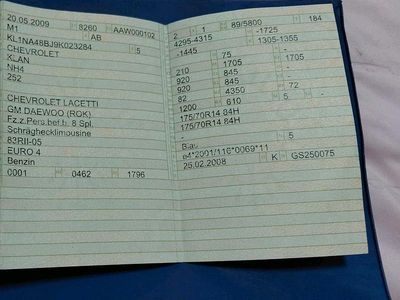 20.05.2009 8260 AAW000102
M1 AB
KL1NA48BJ9K023284 5
CHEVROLET
KLAN
NH4
252
CHEVROLET LACETTI
GM DAEWOO (ROK)
Fz.z.Pers.bef.b. 8 Spl.
Schräghecklimousine
83RII-05
EURO 4
Benzin
0001 0462 1796
2 1 89/5800 184
4295-4315 -1725
-1445 1305-1355
75 -
210 1705 1705
920 845 -
920 845 -
82 4350 72
1200 610 5 -
175/70R14 84H
175/70R14 84H
Blau 5
e4*2001/116*0069*11
25.02.2008 K GS250075